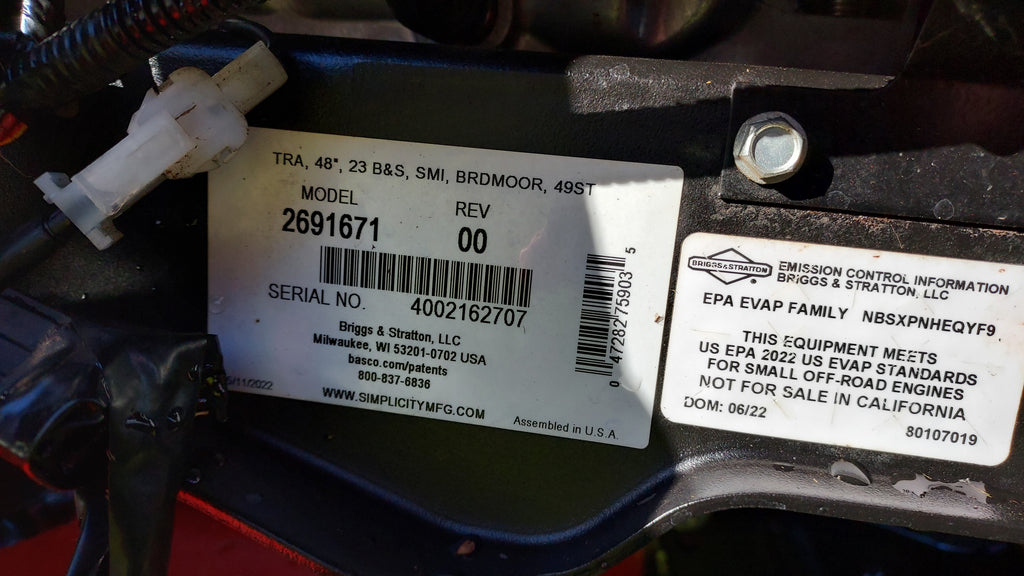 TRA, 48", 23 B&S, SMI, BRDMOOR, 49ST
MODEL
2691671
REV
00
SERIAL NO. 4002162707
Briggs & Stratton, LLC
Milwaukee, WI 53201-0702 USA
basco.com/patents
800-837-6836
5/11/2022
WWW.SIMPLICITYMFG.COM
Assembled in U.S.A.
0 47282 75903 5
BRIGGS & STRATTON
EMISSION CONTROL INFORMATION
BRIGGS & STRATTON, LLC
EPA EVAP FAMILY NBSXPNHEQYF9
THIS EQUIPMENT MEETS
US EPA 2022 US EVAP STANDARDS
FOR SMALL OFF-ROAD ENGINES
NOT FOR SALE IN CALIFORNIA
DOM: 06/22
80107019